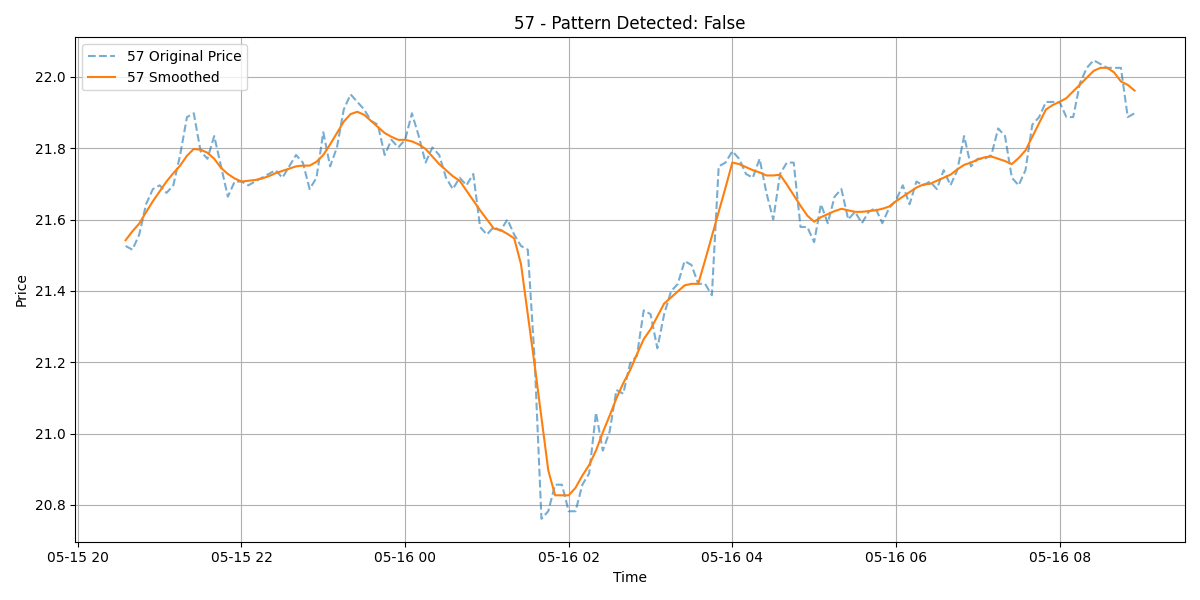 57 - Pattern Detected: False
57 Original Price
57 Smoothed
Price
22.0
21.8
21.6
21.4
21.2
21.0
20.8
05-15 20 05-15 22 05-16 00 05-16 02 05-16 04 05-16 06 05-16 08
Time